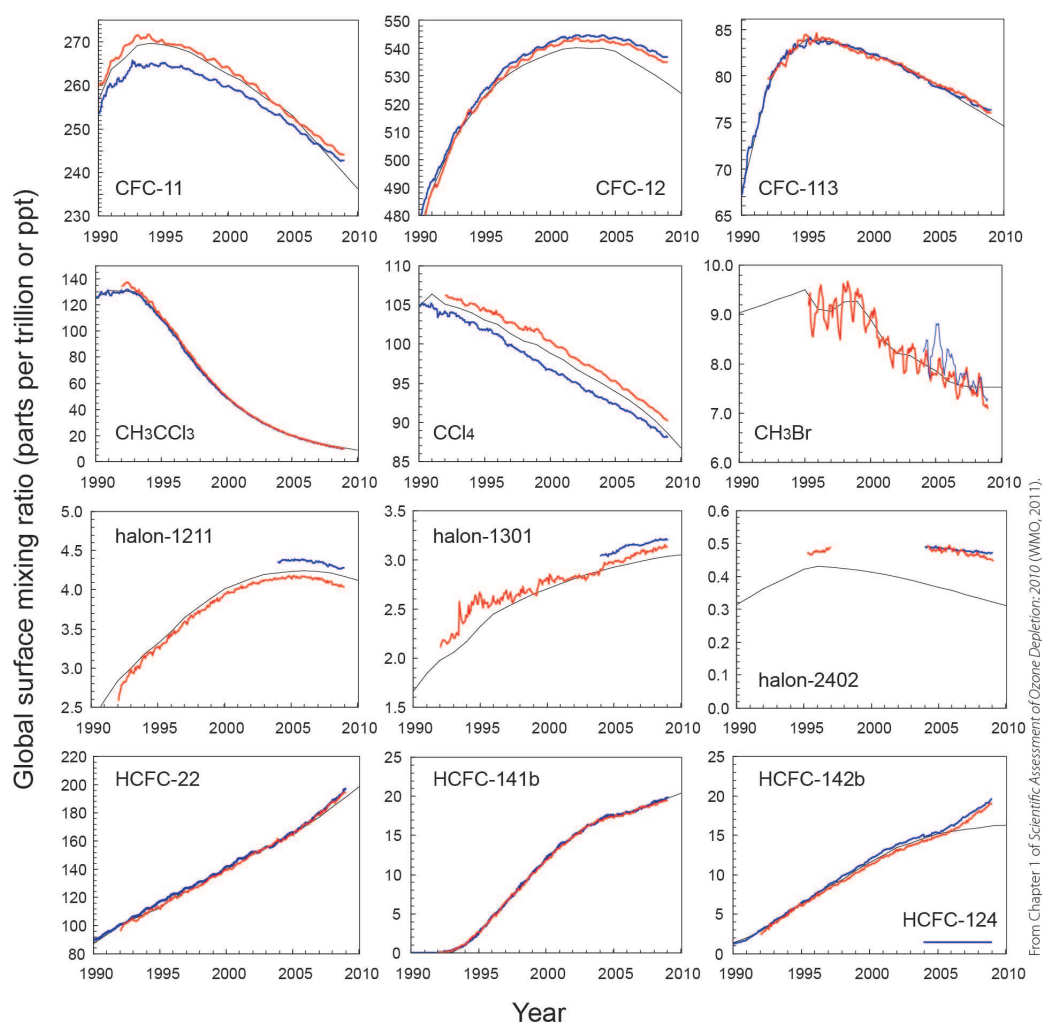 Global surface mixing ratio (parts per trillion or ppt)
270
260
250
240
230
CFC-11
1990 1995 2000 2005 2010
540
530
520
510
500
490
480
CFC-12
1990 1995 2000 2005 2010
85
80
75
70
65
CFC-113
1990 1995 2000 2005 2010
140
120
100
80
60
40
20
0
CH3CCl3
1990 1995 2000 2005 2010
110
105
100
95
90
85
CCl4
1990 1995 2000 2005 2010
10.0
9.0
8.0
7.0
6.0
CH3Br
1990 1995 2000 2005 2010
5.0
4.5
4.0
3.5
3.0
2.5
halon-1211
1990 1995 2000 2005 2010
3.5
3.0
2.5
2.0
1.5
halon-1301
1990 1995 2000 2005 2010
0.6
0.5
0.4
0.3
0.2
0.1
0.0
halon-2402
1990 1995 2000 2005 2010
220
200
180
160
140
120
100
80
HCFC-22
1990 1995 2000 2005 2010
25
20
15
10
5
0
HCFC-141b
1990 1995 2000 2005 2010
25
20
15
10
5
0
HCFC-142b
HCFC-124
1990 1995 2000 2005 2010
Year
From Chapter 1 of Scientific Assessment of Ozone Depletion: 2010 (WMO, 2011).